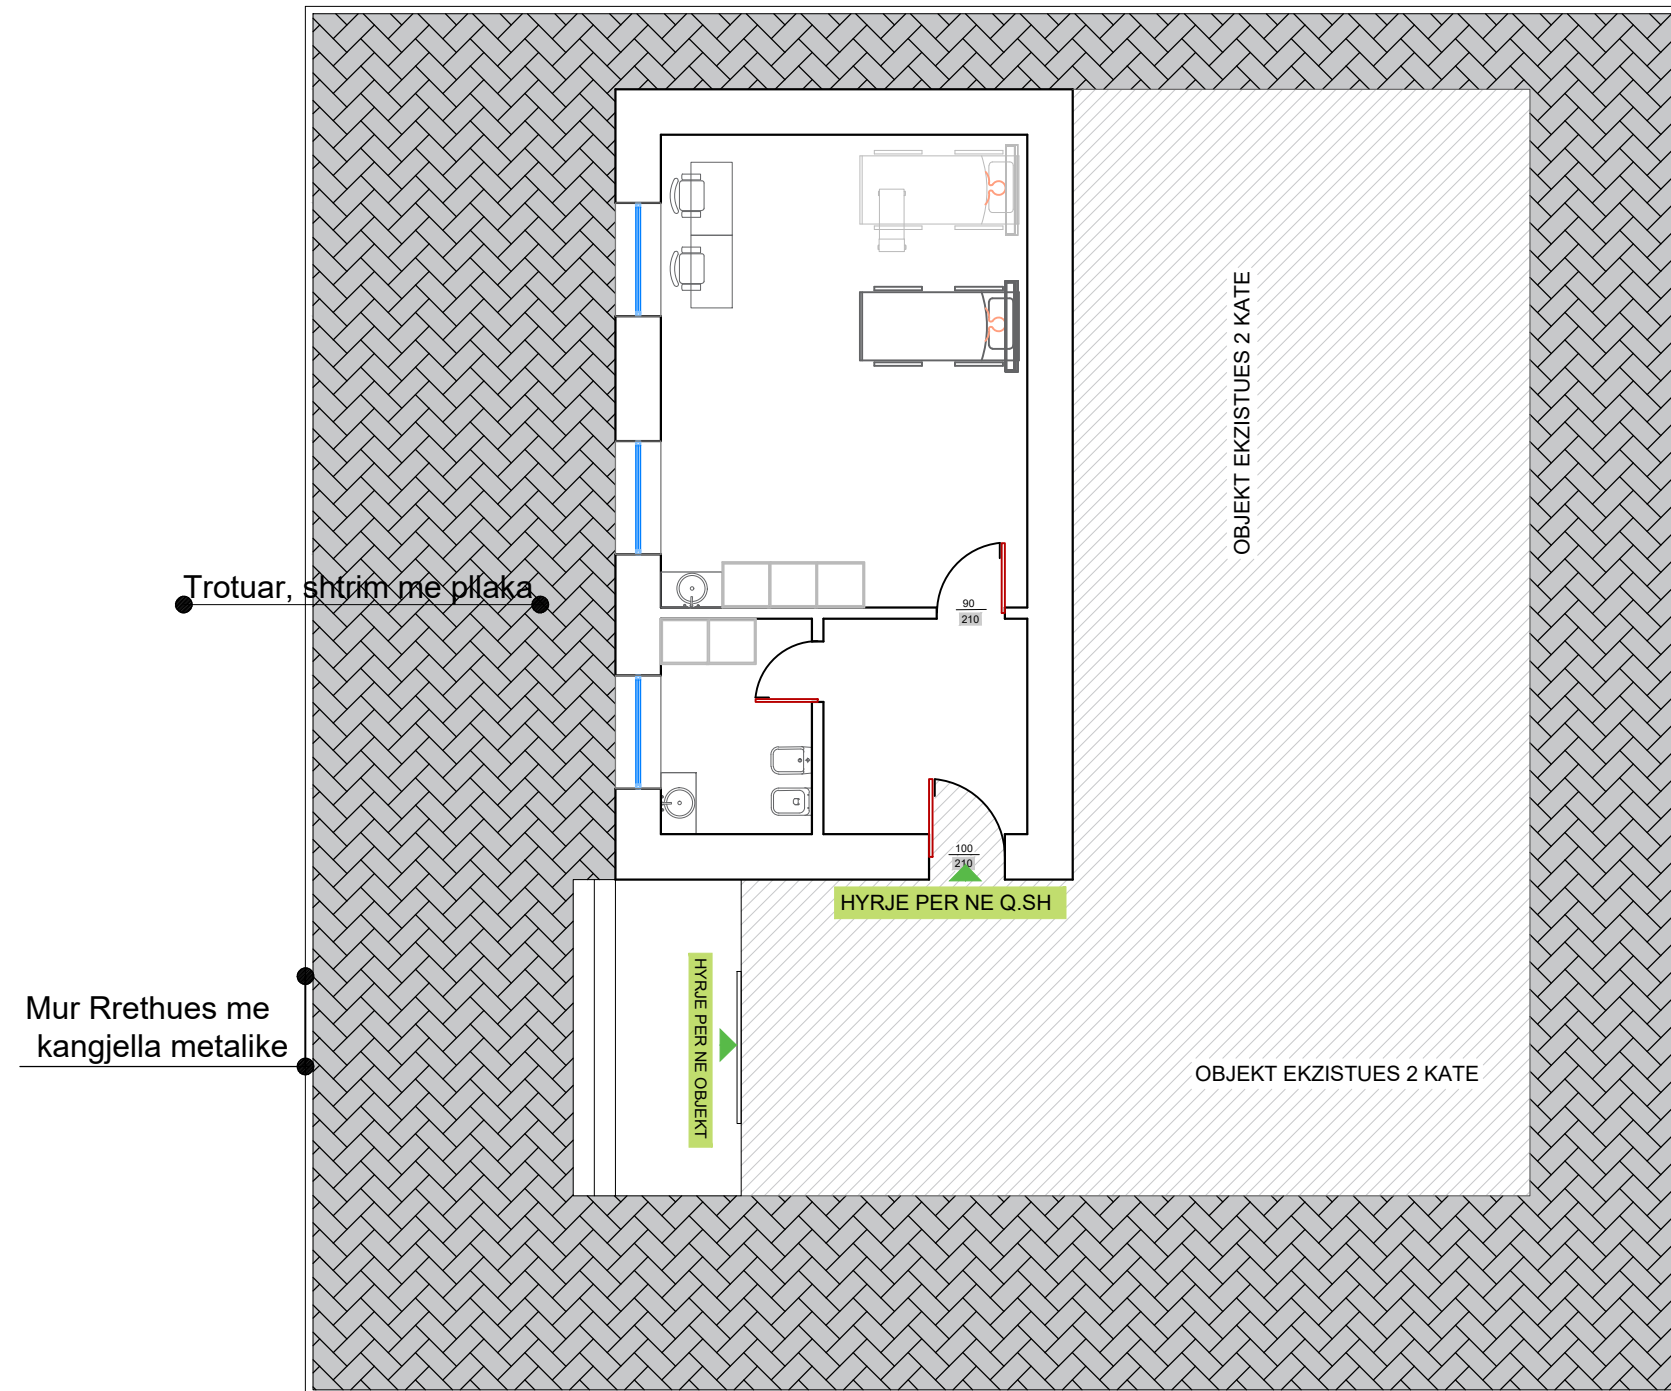 OBJEKT EKZISTUES 2 KATE
Trotuar, shtrim me pllaka
90
210
100
210
HYRJE PER NE Q.SH
HYRJE PER NE OBJEKT
Mur Rrethues me
kangjella metalike
OBJEKT EKZISTUES 2 KATE